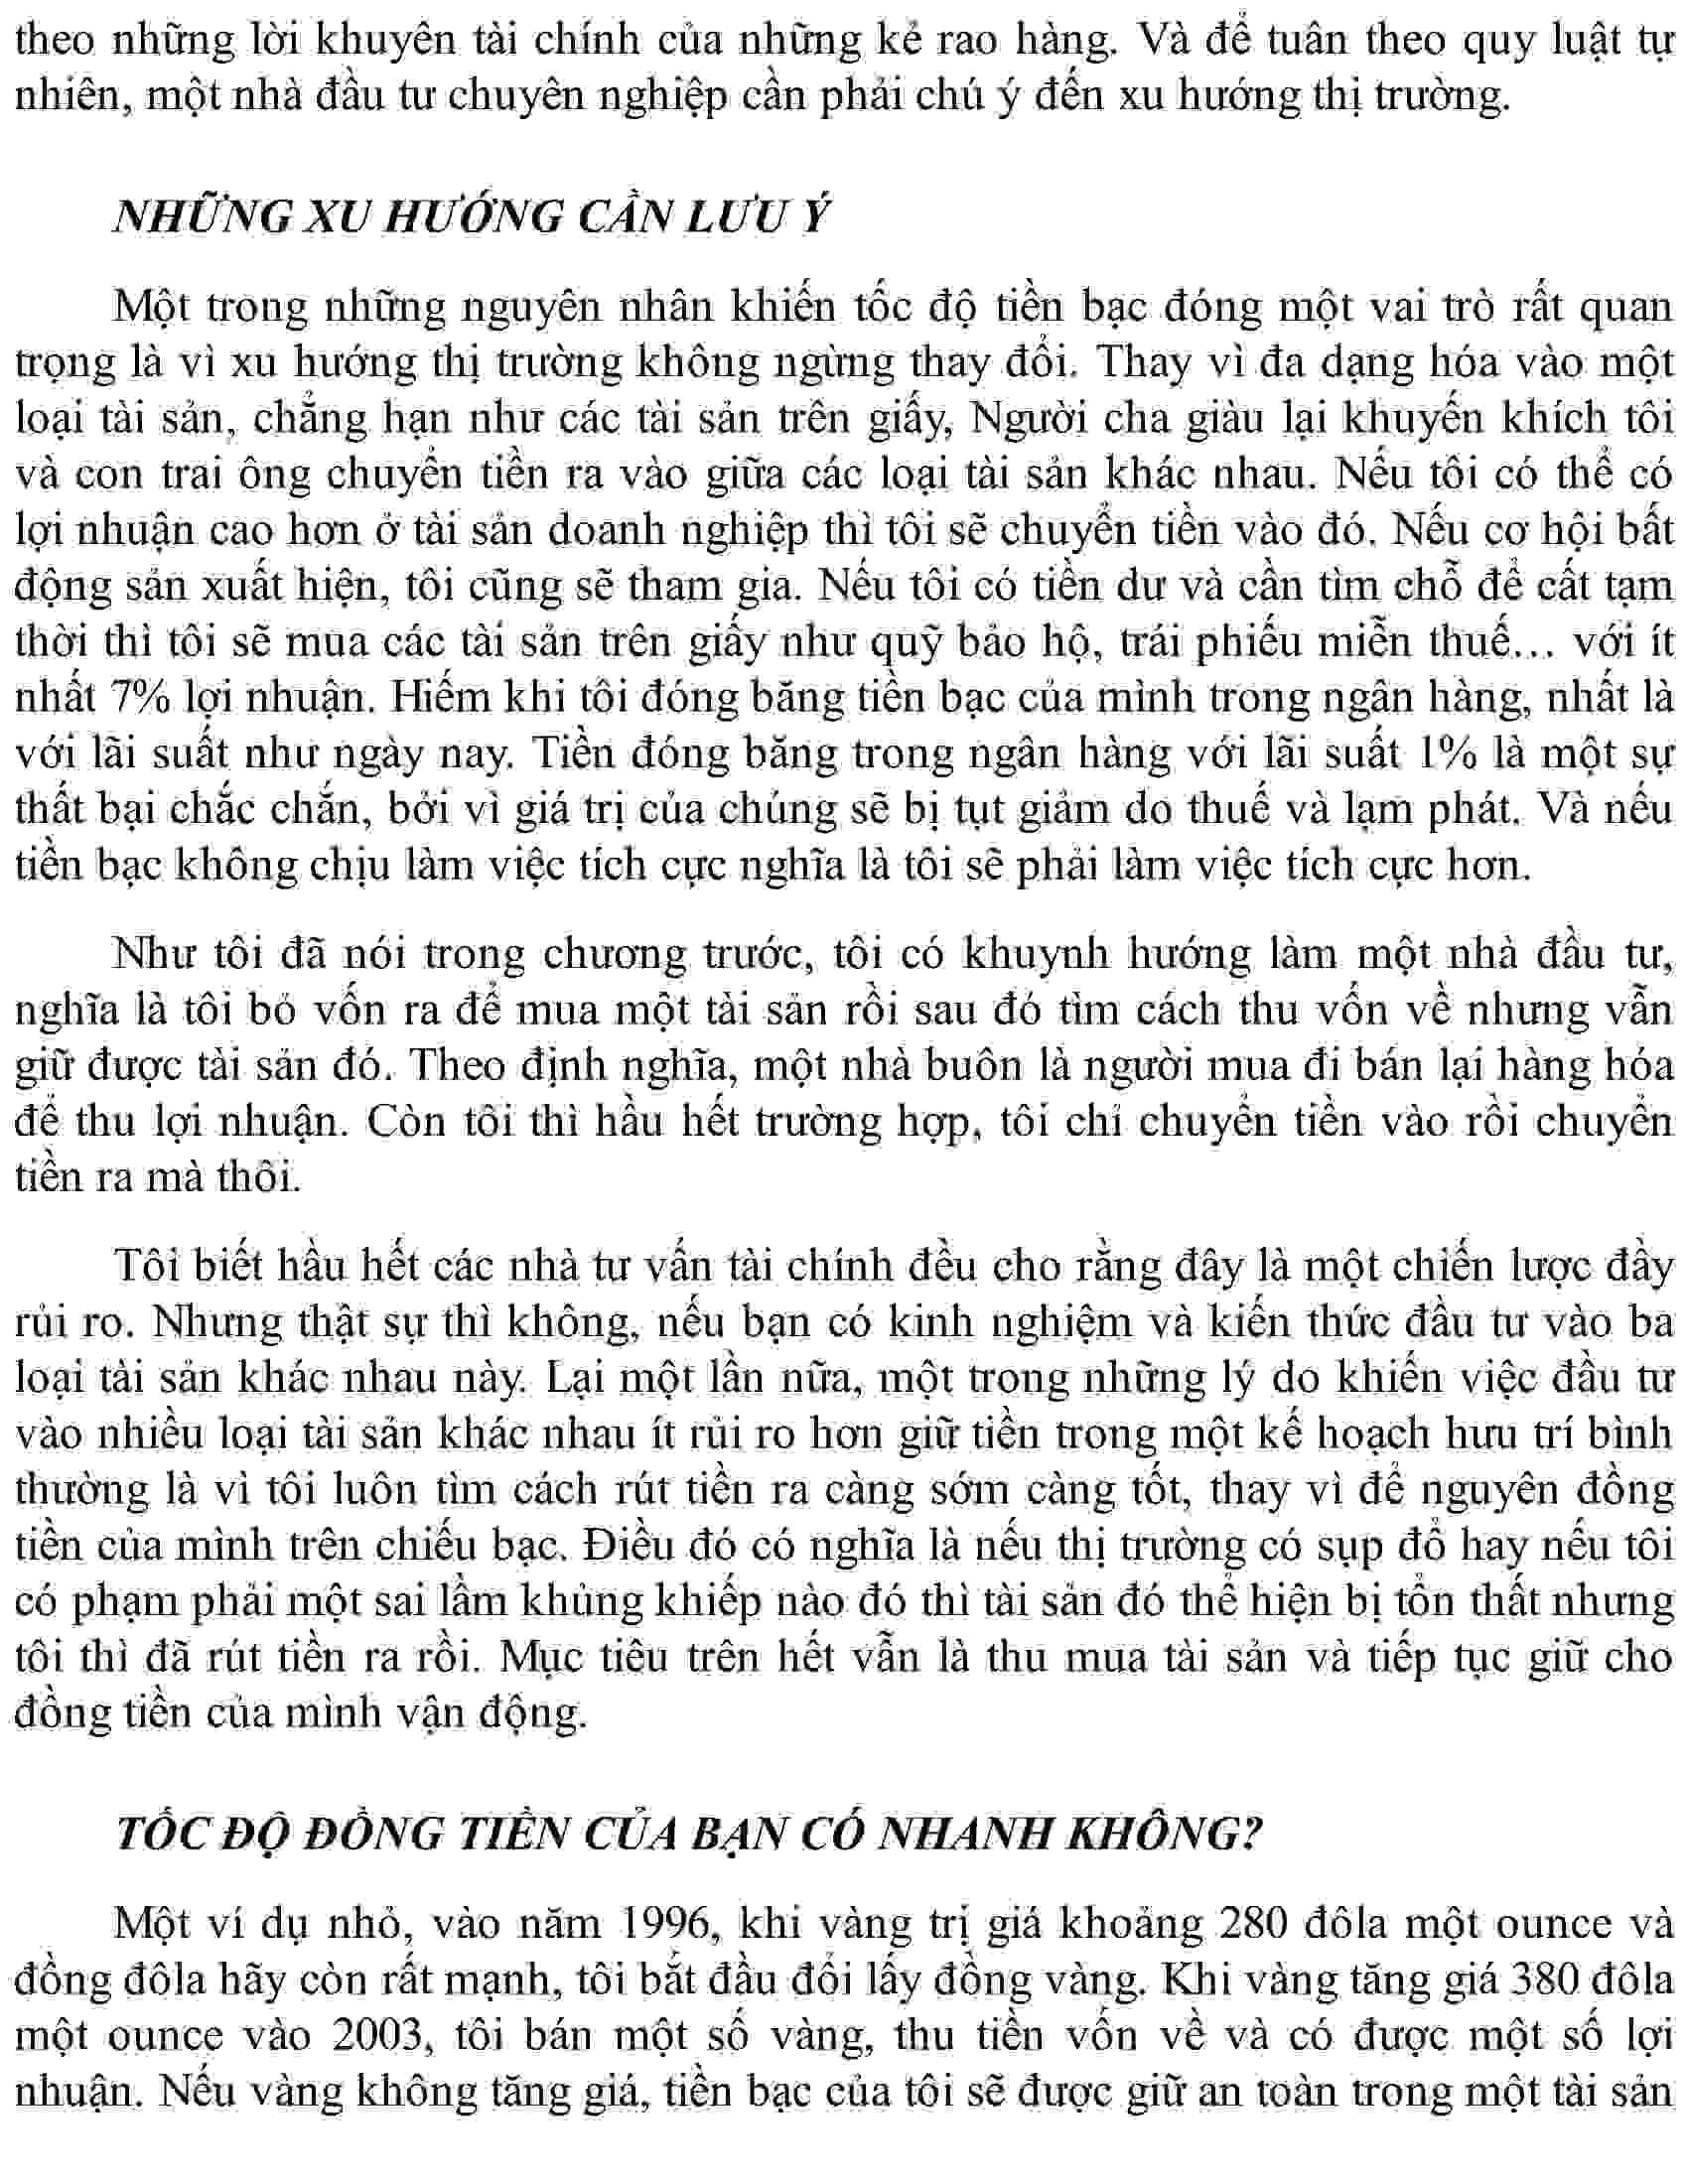 theo những lời khuyên tài chính của những kẻ rao hàng. Và để tuân theo quy luật tự
nhiên, một nhà đầu tư chuyên nghiệp cần phải chú ý đến xu hướng thị trường.
NHỮNG XU HƯỚNG CẦN LƯU Ý
Một trong những nguyên nhân khiến tốc độ tiền bạc đóng một vai trò rất quan
trọng là vì xu hướng thị trường không ngừng thay đổi. Thay vì đa dạng hóa vào một
loại tài sản, chẳng hạn như các tài sản trên giấy, Người cha giàu lại khuyến khích tôi
và con trai ông chuyển tiền ra vào giữa các loại tài sản khác nhau. Nếu tôi có thể có
lợi nhuận cao hơn ở tài sản doanh nghiệp thì tôi sẽ chuyển tiền vào đó. Nếu cơ hội bất
động sản xuất hiện, tôi cũng sẽ tham gia. Nếu tôi có tiền dư và cần tìm chỗ để cất tạm
thời thì tôi sẽ mua các tài sản trên giấy như quỹ bảo hộ, trái phiếu miễn thuế... với ít
nhất 7% lợi nhuận. Hiếm khi tôi đóng băng tiền bạc của mình trong ngân hàng, nhất là
với lãi suất như ngày nay. Tiền đóng băng trong ngân hàng với lãi suất 1% là một sự
thất bại chắc chắn, bởi vì giá trị của chúng sẽ bị tụt giảm do thuế và lạm phát. Và nếu
tiền bạc không chịu làm việc tích cực nghĩa là tôi sẽ phải làm việc tích cực hơn.
Như tôi đã nói trong chương trước, tôi có khuynh hướng làm một nhà đầu tư,
nghĩa là tôi bỏ vốn ra để mua một tài sản rồi sau đó tìm cách thu vốn về nhưng vẫn
giữ được tài sản đó. Theo định nghĩa, một nhà buôn là người mua đi bán lại hàng hóa
để thu lợi nhuận. Còn tôi thì hầu hết trường hợp, tôi chỉ chuyển tiền vào rồi chuyển
tiền ra mà thôi.
Tôi biết hầu hết các nhà tư vấn tài chính đều cho rằng đây là một chiến lược đầy
rủi ro. Nhưng thật sự thì không, nếu bạn có kinh nghiệm và kiến thức đầu tư vào ba
loại tài sản khác nhau này. Lại một lần nữa, một trong những lý do khiến việc đầu tư
vào nhiều loại tài sản khác nhau ít rủi ro hơn giữ tiền trong một kế hoạch hưu trí bình
thường là vì tôi luôn tìm cách rút tiền ra càng sớm càng tốt, thay vì để nguyên đồng
tiền của mình trên chiếu bạc. Điều đó có nghĩa là nếu thị trường có sụp đổ hay nếu tôi
có phạm phải một sai lầm khủng khiếp nào đó thì tài sản đó thể hiện bị tổn thất nhưng
tôi thì đã rút tiền ra rồi. Mục tiêu trên hết vẫn là thu mua tài sản và tiếp tục giữ cho
đồng tiền của mình vận động.
TỐC ĐỘ ĐỒNG TIỀN CỦA BẠN CÓ NHANH KHÔNG?
Một ví dụ nhỏ, vào năm 1996, khi vàng trị giá khoảng 280 đôla một ounce và
đồng đôla hãy còn rất mạnh, tôi bắt đầu đổi lấy đồng vàng. Khi vàng tăng giá 380 đôla
một ounce vào 2003, tôi bán một số vàng, thu tiền vốn về và có được một số lợi
nhuận. Nếu vàng không tăng giá, tiền bạc của tôi sẽ được giữ an toàn trong một tài sản